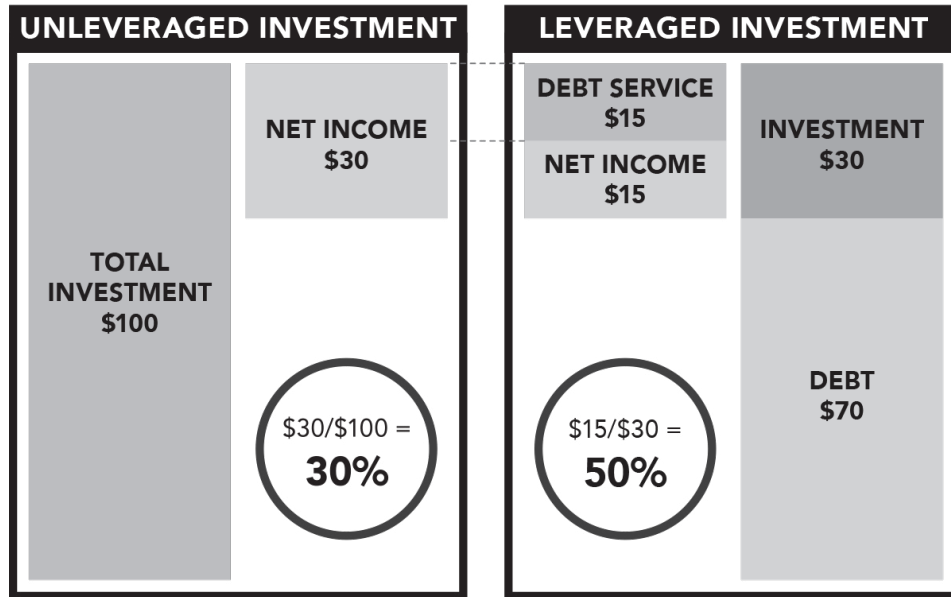 UNLEVERAGED INVESTMENT
TOTAL
INVESTMENT
$100
NET INCOME
$30
$30/$100 =
30%
LEVERAGED INVESTMENT
DEBT SERVICE
$15
NET INCOME
$15
$15/$30 =
50%
INVESTMENT
$30
DEBT
$70